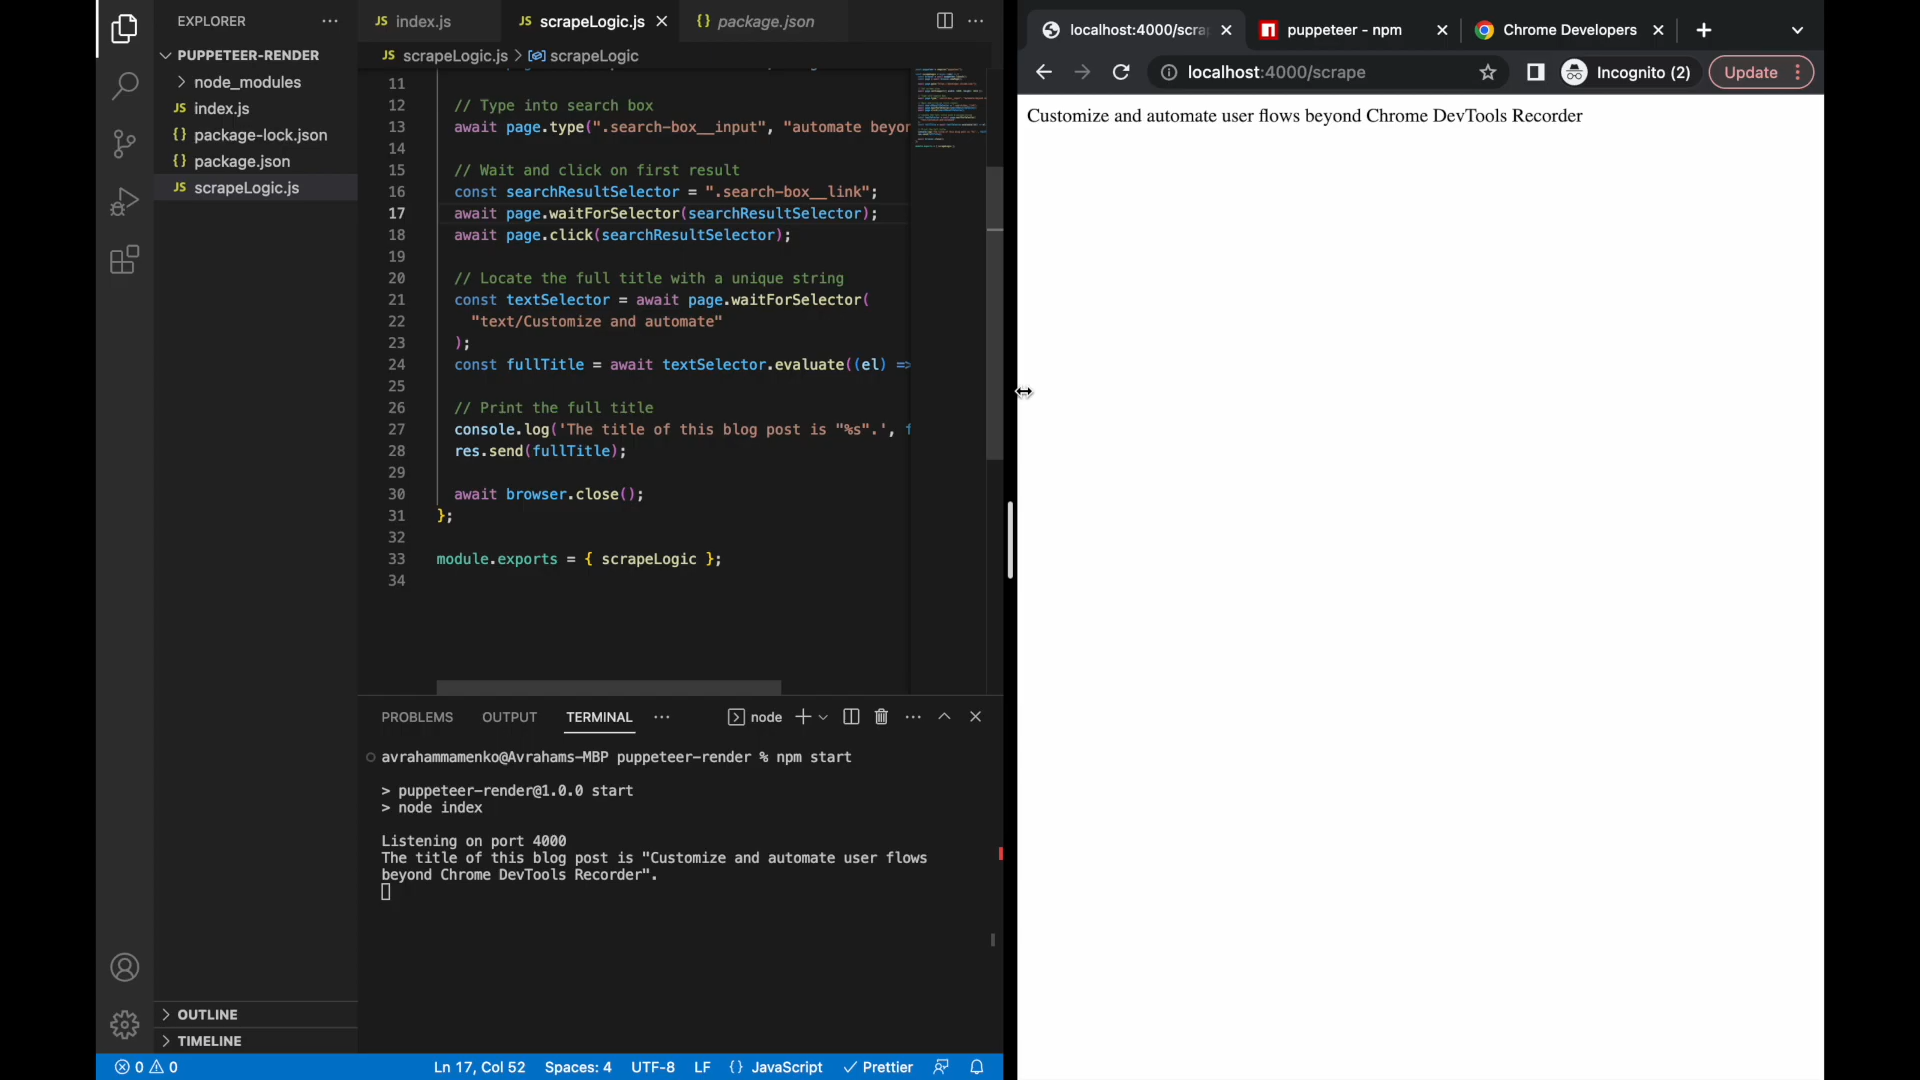 EXPLORER
PUPPETEER-RENDER
node_modules
JS index.js
{} package-lock.json
{} package.json
JS scrapeLogic.js
OUTLINE
TIMELINE
JS index.js
JS scrapeLogic.js
{} package.json
JS scrapeLogic.js > scrapeLogic
11
12 // Type into search box
13 await page.type(".search-box__input", "automate beyon
14
15 // Wait and click on first result
16 const searchResultSelector = ".search-box__link";
17 await page.waitForSelector(searchResultSelector);
18 await page.click(searchResultSelector);
19
20 // Locate the full title with a unique string
21 const textSelector = await page.waitForSelector(
22 "text/Customize and automate"
23 );
24 const fullTitle = await textSelector.evaluate((el) =>
25
26 // Print the full title
27 console.log('The title of this blog post is "%s".', f
28 res.send(fullTitle);
29
30 await browser.close();
31 };
32
33 module.exports = { scrapeLogic };
34
PROBLEMS OUTPUT TERMINAL node
avrahammamenko@Avrahams-MBP puppeteer-render % npm start
> puppeteer-render@1.0.0 start
> node index
Listening on port 4000
The title of this blog post is "Customize and automate user flows
beyond Chrome DevTools Recorder".
0 0 Ln 17, Col 52 Spaces: 4 UTF-8 LF {} JavaScript Prettier
localhost:4000/scra
puppeteer - npm
Chrome Developers
localhost:4000/scrape
Incognito (2)
Update
Customize and automate user flows beyond Chrome DevTools Recorder